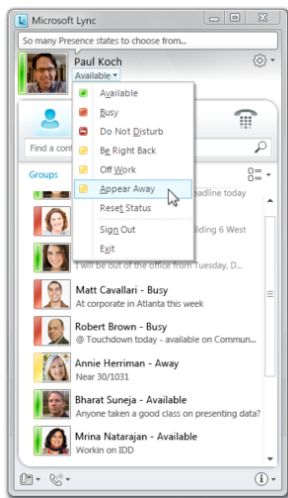 Microsoft Lync
So many Presence states to choose from...
Paul Koch
Available
Available
Busy
Do Not Disturb
Be Right Back
Off Work
Appear Away
Reset Status
Sign Out
Exit
Find a con
Groups
eadline today
ilding 6 West
I will be out of the office from Tuesday, D...
Matt Cavallari - Busy
At corporate in Atlanta this week
Robert Brown - Busy
@ Touchdown today - available on Commun...
Annie Herriman - Away
Near 30/1031
Bharat Suneja - Available
Anyone taken a good class on presenting data?
Mrina Natarajan - Available
Workin on IDD